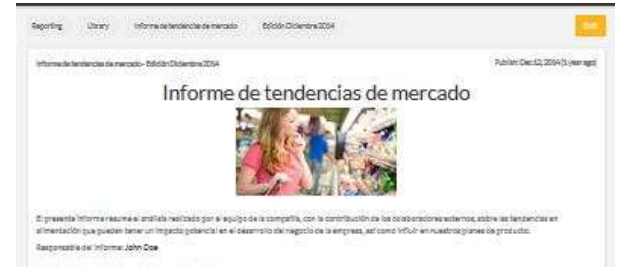 Reporting Library Informe de tendencias de mercado Edición Diciembre 2014
Informe de tendencias de mercado - Edición Diciembre 2014 Publish: Dec 12, 2014 (1 year ago)
Informe de tendencias de mercado
El presente informe resume el análisis realizado por el equipo de la compañía, con la contribución de los colaboradores externos, sobre las tendencias en
alimentación que pueden tener un impacto potencial en el desarrollo del negocio de la empresa, así como influir en nuestros planes de producto.
Responsable del informe: John Doe